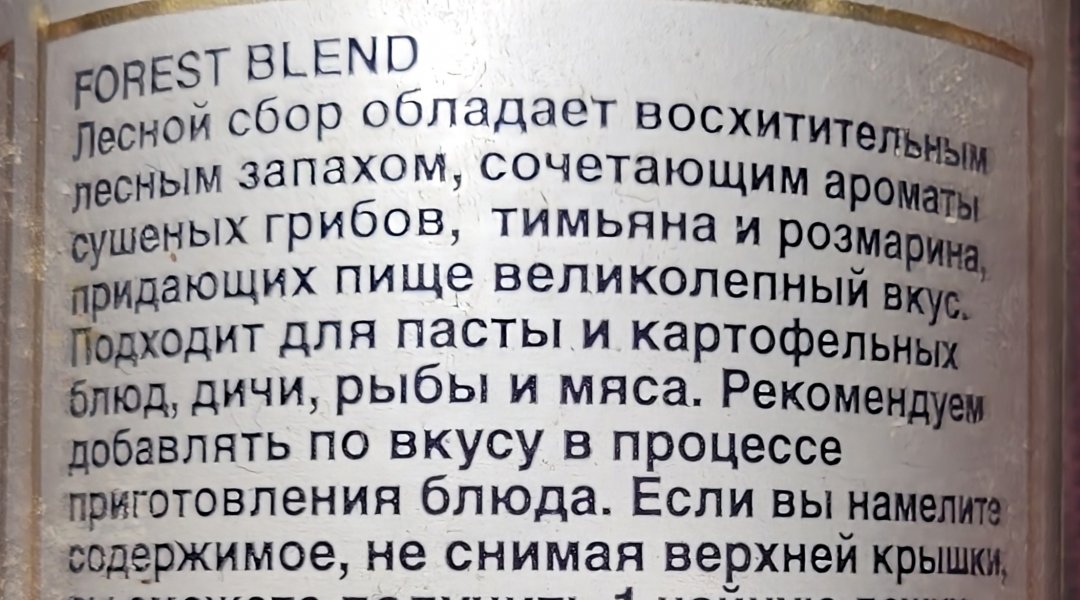 FOREST BLEND
Лесной сбор обладает восхитительным
лесным запахом, сочетающим ароматы
сушеных грибов, тимьяна и розмарина,
придающих пище великолепный вкус.
Подходит для пасты и картофельных
блюд, дичи, рыбы и мяса. Рекомендуем
добавлять по вкусу в процессе
приготовления блюда. Если вы намелите
содержимое, не снимая верхней крышки,